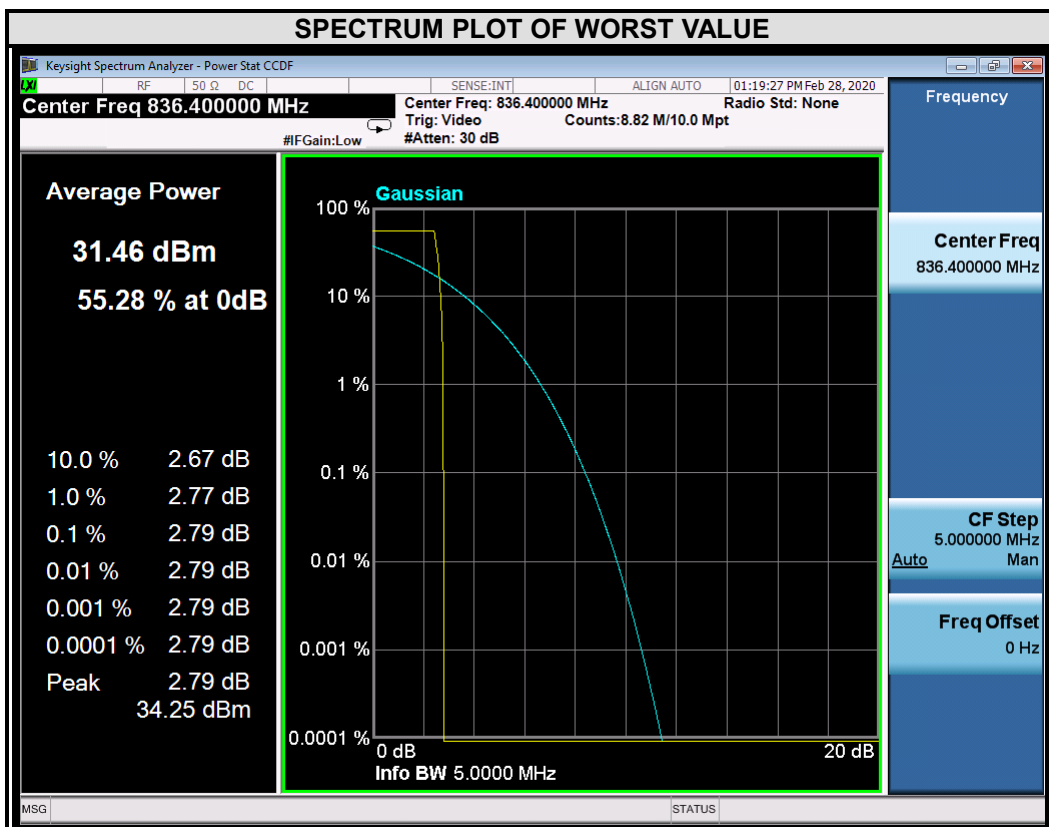 SPECTRUM PLOT OF WORST VALUE
Keysight Spectrum Analyzer - Power Stat CCDF
LXI RF 50 Ω DC SENSE:INT ALIGN AUTO 01:19:27 PM Feb 28, 2020
Center Freq 836.400000 MHz
Center Freq: 836.400000 MHz Radio Std: None
Trig: Video Counts:8.82 M/10.0 Mpt
#IFGain:Low #Atten: 30 dB
Average Power
31.46 dBm
55.28 % at 0dB
10.0 % 2.67 dB
1.0 % 2.77 dB
0.1 % 2.79 dB
0.01 % 2.79 dB
0.001 % 2.79 dB
0.0001 % 2.79 dB
Peak 2.79 dB
34.25 dBm
Gaussian
100 %
10 %
1 %
0.1 %
0.01 %
0.001 %
0.0001 %
0 dB 20 dB
Info BW 5.0000 MHz
Frequency
Center Freq
836.400000 MHz
CF Step
5.000000 MHz
Auto Man
Freq Offset
0 Hz
MSG STATUS